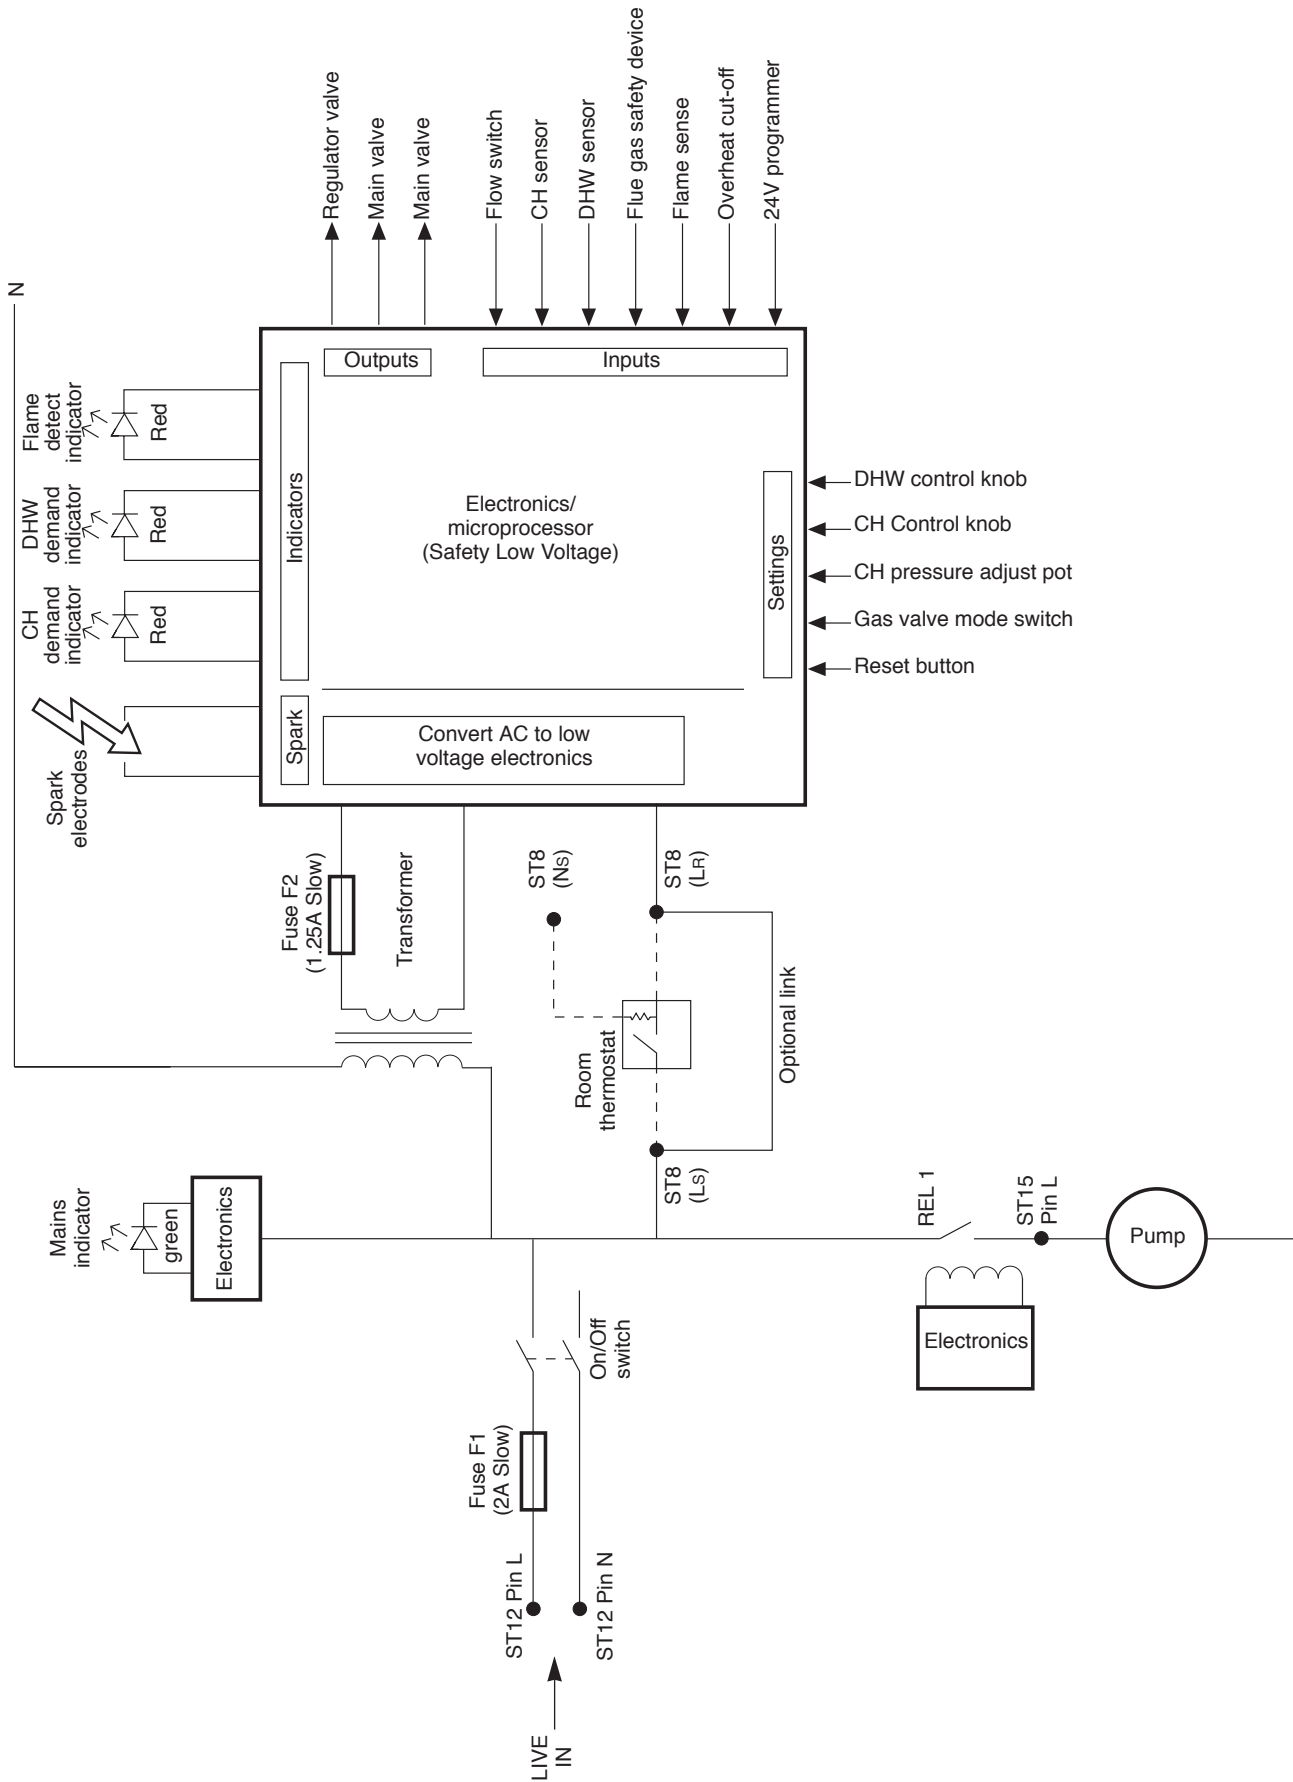 N
Regulator valve
Main valve
Main valve
Flow switch
CH sensor
DHW sensor
Flue gas safety device
Flame sense
Overheat cut-off
24V programmer
Flame
detect
indicator
Red
DHW
demand
indicator
Red
CH
demand
indicator
Red
Spark
electrodes
Outputs
Inputs
Indicators
Spark
Electronics/
microprocessor
(Safety Low Voltage)
Settings
Convert AC to low
voltage electronics
DHW control knob
CH Control knob
CH pressure adjust pot
Gas valve mode switch
Reset button
Fuse F2
(1.25A Slow)
Transformer
ST8
(NS)
ST8
(LR)
Room
thermostat
Optional link
ST8
(LS)
Mains
indicator
green
Electronics
REL 1
ST15
Pin L
Pump
Electronics
On/Off
switch
Fuse F1
(2A Slow)
ST12 Pin L
ST12 Pin N
LIVE
IN